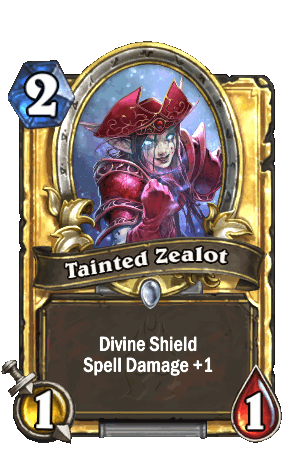 2
Tainted Zealot
Divine Shield
Spell Damage +1
1
1